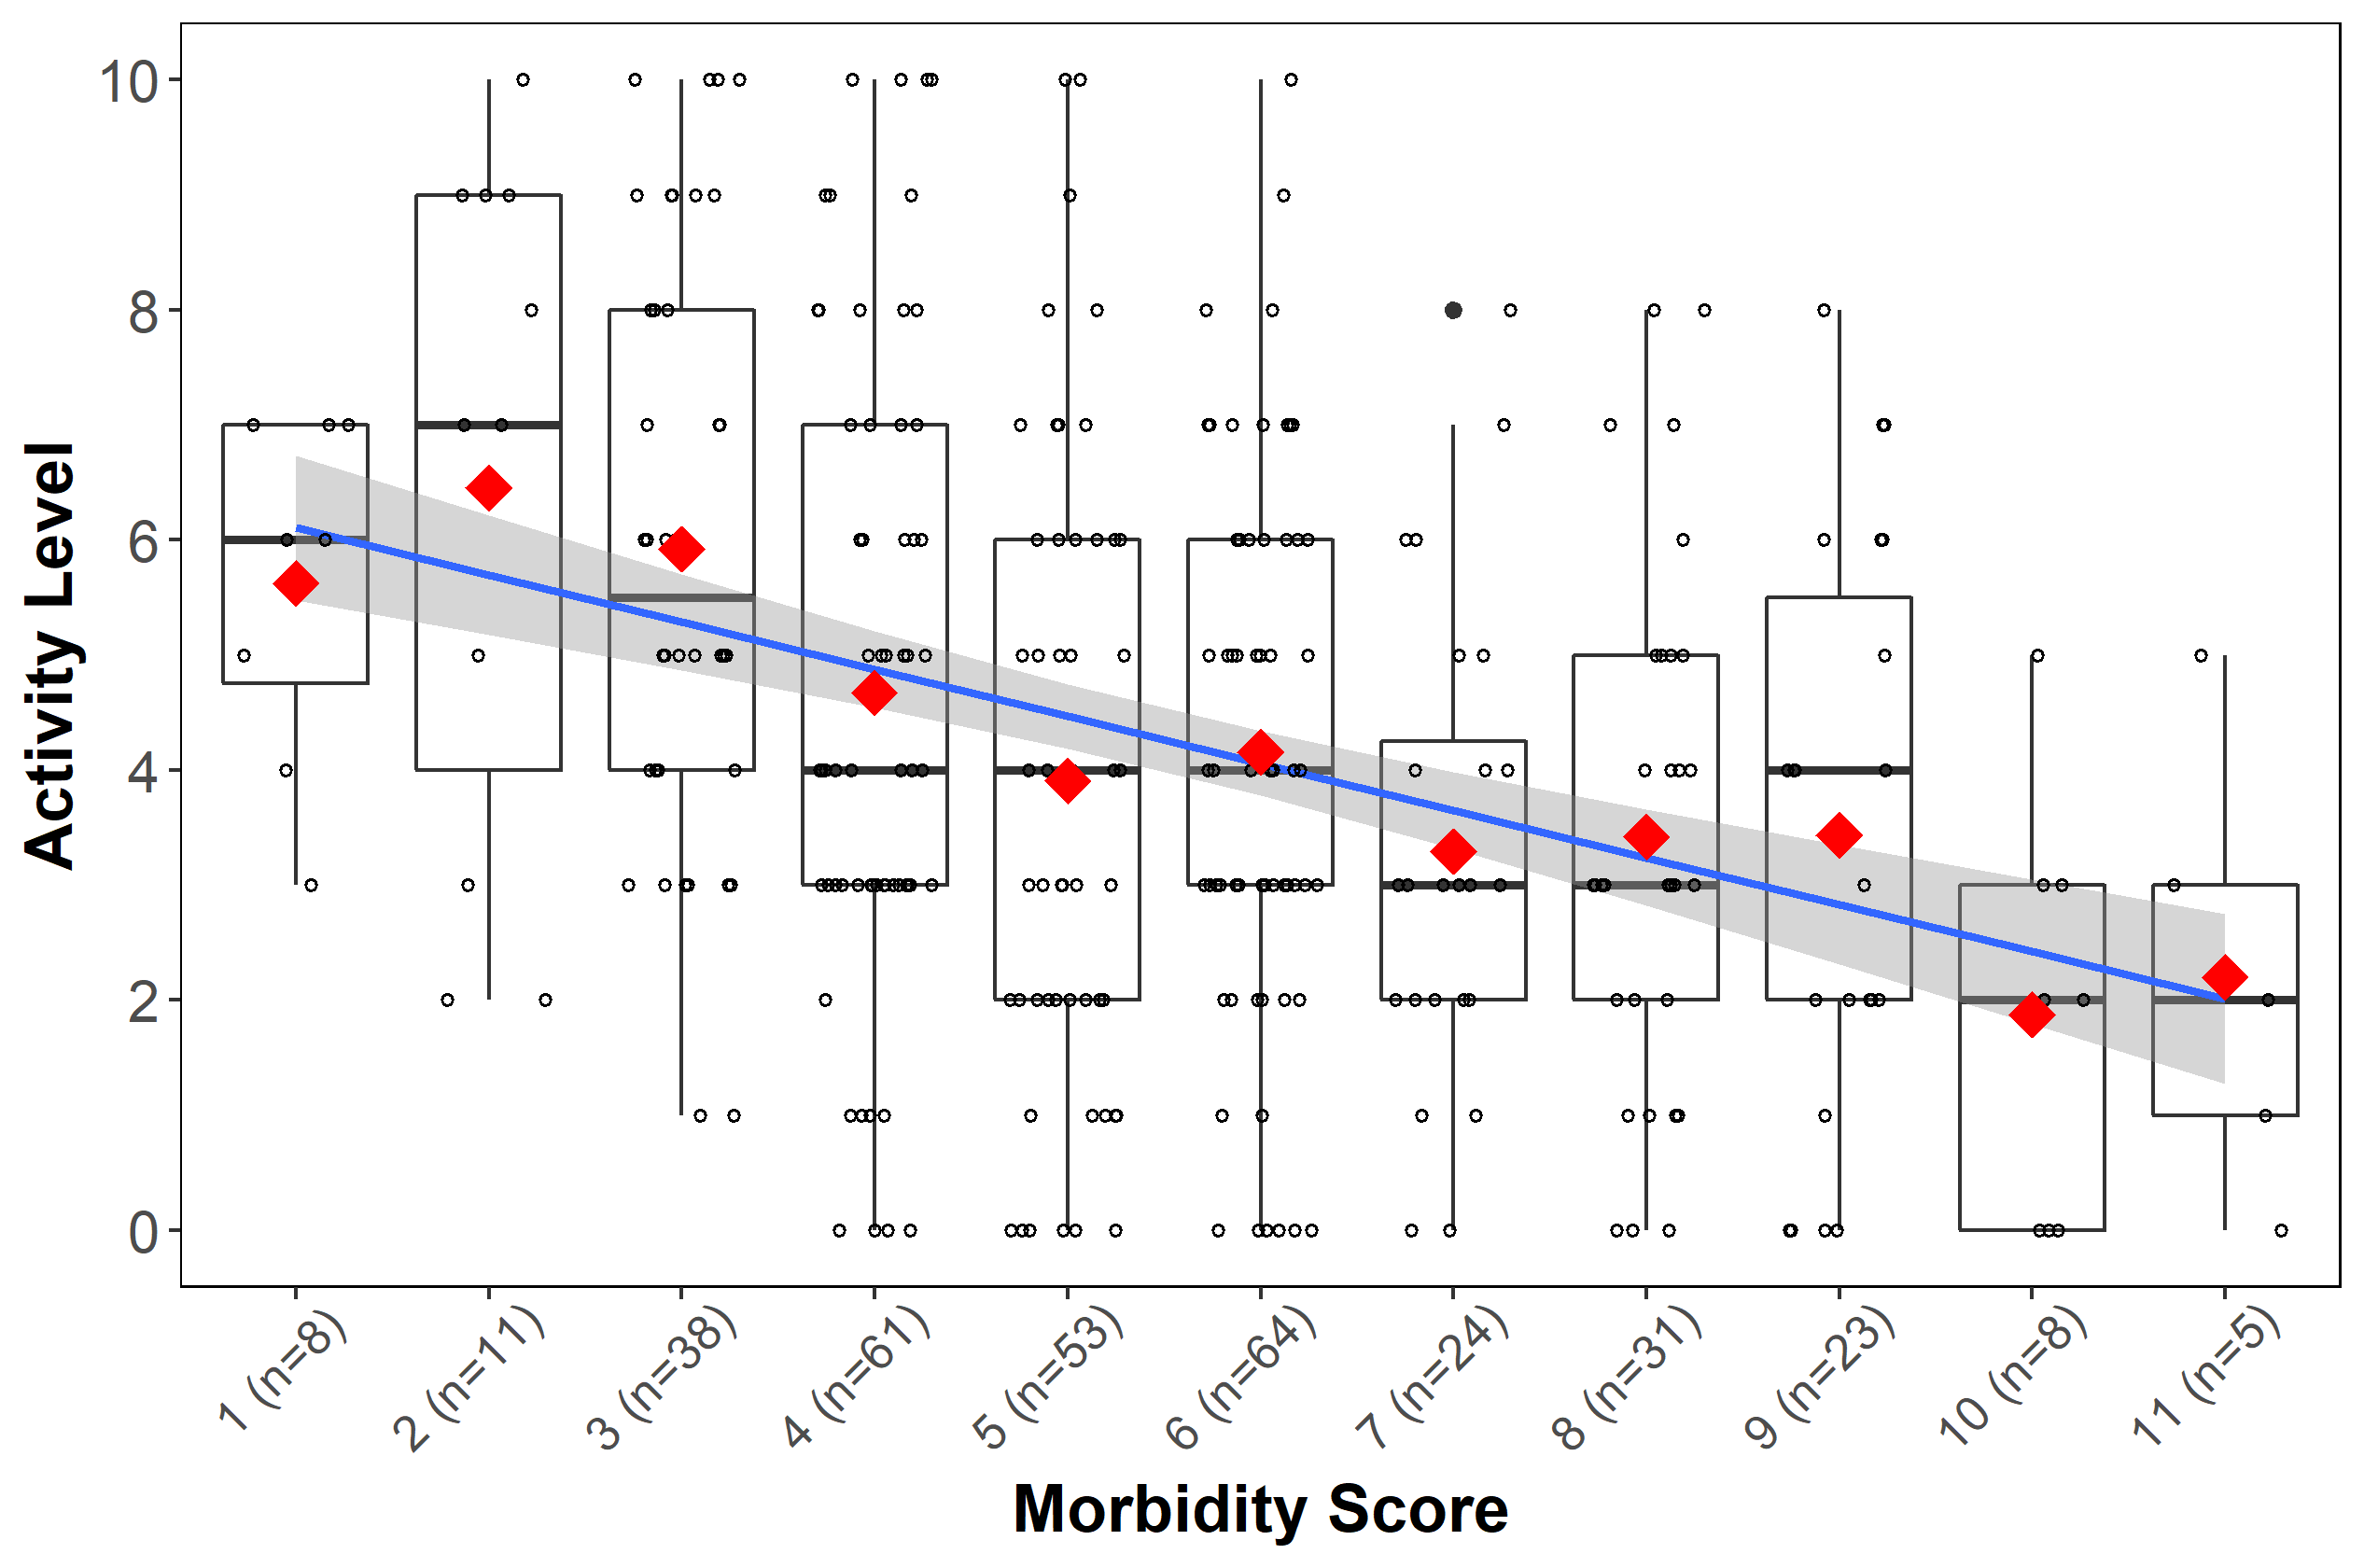 Activity Level
10
8
6
4
2
0
1 (n=8)
2 (n=11)
3 (n=38)
4 (n=61)
5 (n=53)
6 (n=64)
7 (n=24)
8 (n=31)
9 (n=23)
10 (n=8)
11 (n=5)
Morbidity Score